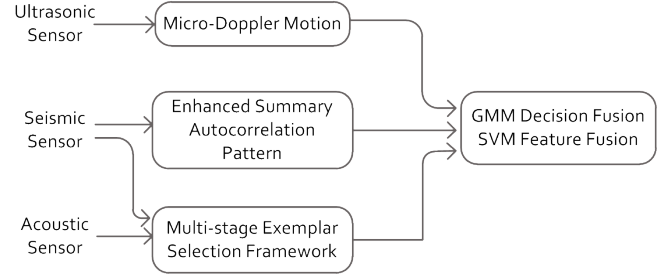 Ultrasonic
Sensor
Micro-Doppler Motion
Seismic
Sensor
Enhanced Summary
Autocorrelation
Pattern
GMM Decision Fusion
SVM Feature Fusion
Acoustic
Sensor
Multi-stage Exemplar
Selection Framework